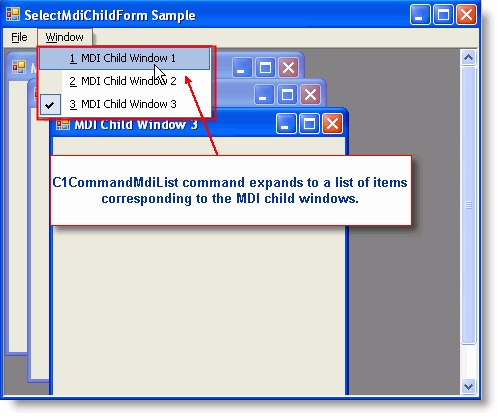 SelectMdiChildForm Sample
File Window
1 MDI Child Window 1
2 MDI Child Window 2
3 MDI Child Window 3
M
MDI Child Window 3
C1CommandMdiList command expands to a list of items
corresponding to the MDI child windows.